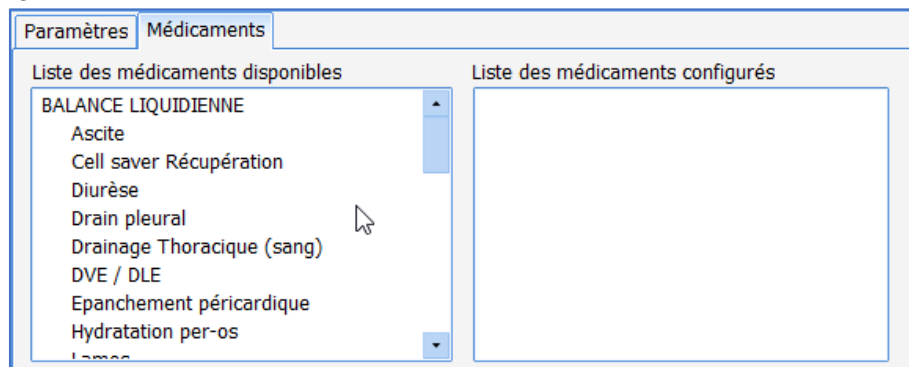 Paramètres Médicaments
Liste des médicaments disponibles
BALANCE LIQUIDIENNE
Ascite
Cell saver Récupération
Diurèse
Drain pleural
Drainage Thoracique (sang)
DVE / DLE
Epanchement péricardique
Hydratation per-os
Lames
Liste des médicaments configurés